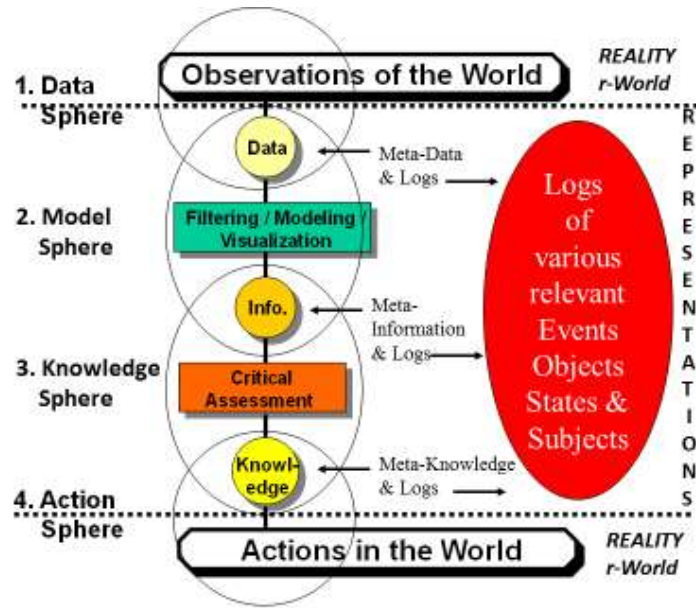 Observations of the World
REALITY
r-World
1. Data
Sphere
Data
Meta-Data
& Logs
2. Model
Sphere
Filtering / Modeling /
Visualization
Info.
Meta-
Information
& Logs
3. Knowledge
Sphere
Critical
Assessment
Knowl-
edge
Meta-Knowledge
& Logs
4. Action
Sphere
Actions in the World
REALITY
r-World
Logs
of
various
relevant
Events
Objects
States &
Subjects
REPRESENTATIONS